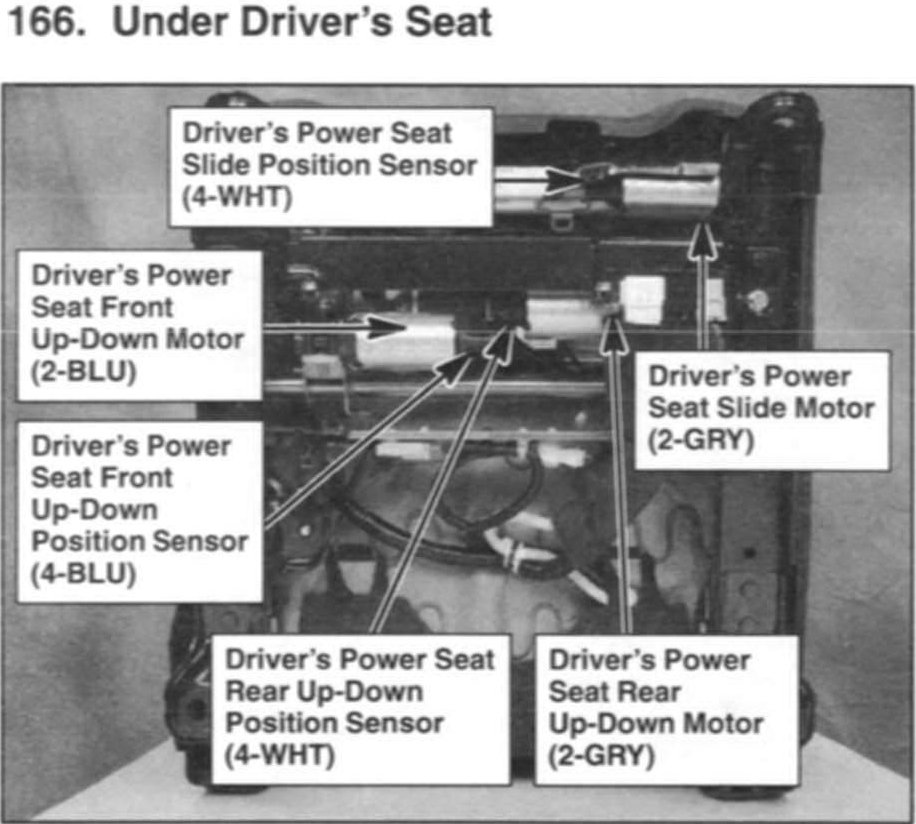 166. Under Driver's Seat
Driver's Power Seat
Slide Position Sensor
(4-WHT)
Driver's Power
Seat Front
Up-Down Motor
(2-BLU)
Driver's Power
Seat Slide Motor
(2-GRY)
Driver's Power
Seat Front
Up-Down
Position Sensor
(4-BLU)
Driver's Power Seat
Rear Up-Down
Position Sensor
(4-WHT)
Driver's Power
Seat Rear
Up-Down Motor
(2-GRY)